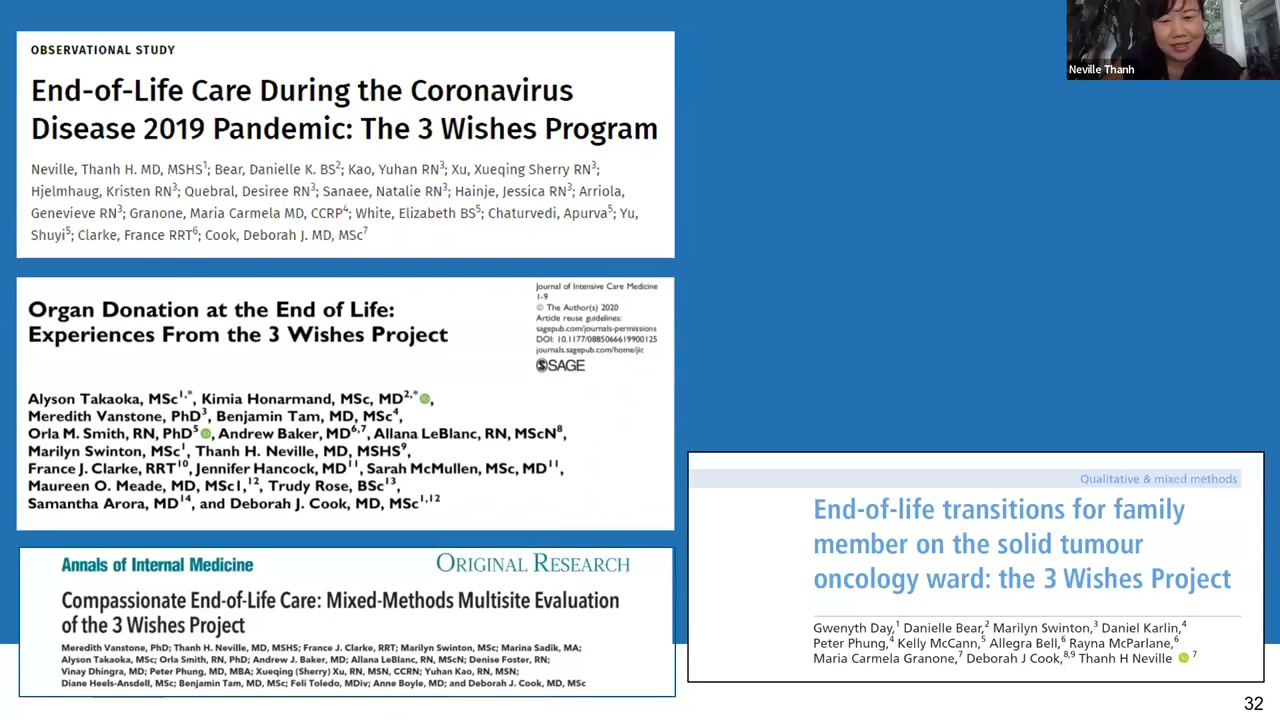 OBSERVATIONAL STUDY
End-of-Life Care During the Coronavirus
Disease 2019 Pandemic: The 3 Wishes Program
Neville, Thanh H. MD, MSHS1; Bear, Danielle K. BS2; Kao, Yuhan RN3; Xu, Xueqing Sherry RN3;
Hjelmhaug, Kristen RN3; Quebral, Desiree RN3; Sanaee, Natalie RN3; Hainje, Jessica RN3; Arriola,
Genevieve RN3; Granone, Maria Carmela MD, CCRP4; White, Elizabeth BS5; Chaturvedi, Apurva5; Yu,
Shuyi5; Clarke, France RRT6; Cook, Deborah J. MD, MSc7
Neville Thanh
Organ Donation at the End of Life:
Experiences From the 3 Wishes Project
Journal of Intensive Care Medicine
1-9
© The Author(s) 2020
Article reuse guidelines:
sagepub.com/journals-permissions
DOI: 10.1177/0885066619900125
journals.sagepub.com/home/jic
SAGE
Alyson Takaoka, MSc1,*, Kimia Honarmand, MSc, MD2,*,
Meredith Vanstone, PhD3, Benjamin Tam, MD, MSc4,
Orla M. Smith, RN, PhD5, Andrew Baker, MD6,7, Allana LeBlanc, RN, MScN8,
Marilyn Swinton, MSc1, Thanh H. Neville, MD, MSHS9,
France J. Clarke, RRT10, Jennifer Hancock, MD11, Sarah McMullen, MSc, MD11,
Maureen O. Meade, MD, MSc1,12, Trudy Rose, BSc13,
Samantha Arora, MD14, and Deborah J. Cook, MD, MSc1,12
Annals of Internal Medicine
ORIGINAL RESEARCH
Compassionate End-of-Life Care: Mixed-Methods Multisite Evaluation
of the 3 Wishes Project
Meredith Vanstone, PhD; Thanh H. Neville, MD, MSHS; France J. Clarke, RRT; Marilyn Swinton, MSc; Marina Sadik, MA;
Alyson Takaoka, MSc; Orla Smith, RN, PhD; Andrew J. Baker, MD; Allana LeBlanc, RN, MScN; Denise Foster, RN;
Vinay Dhingra, MD; Peter Phung, MD, MBA; Xueqing (Sherry) Xu, RN, MSN, CCRN; Yuhan Kao, RN, MSN;
Diane Heels-Ansdell, MSc; Benjamin Tam, MD, MSc; Feli Toledo, MDiv; Anne Boyle, MD; and Deborah J. Cook, MD, MSc
Qualitative & mixed methods
End-of-life transitions for family
member on the solid tumour
oncology ward: the 3 Wishes Project
Gwenyth Day,1 Danielle Bear,2 Marilyn Swinton,3 Daniel Karlin,4
Peter Phung,4 Kelly McCann,5 Allegra Bell,6 Rayna McParlane,6
Maria Carmela Granone,7 Deborah J Cook,8,9 Thanh H Neville 7
32